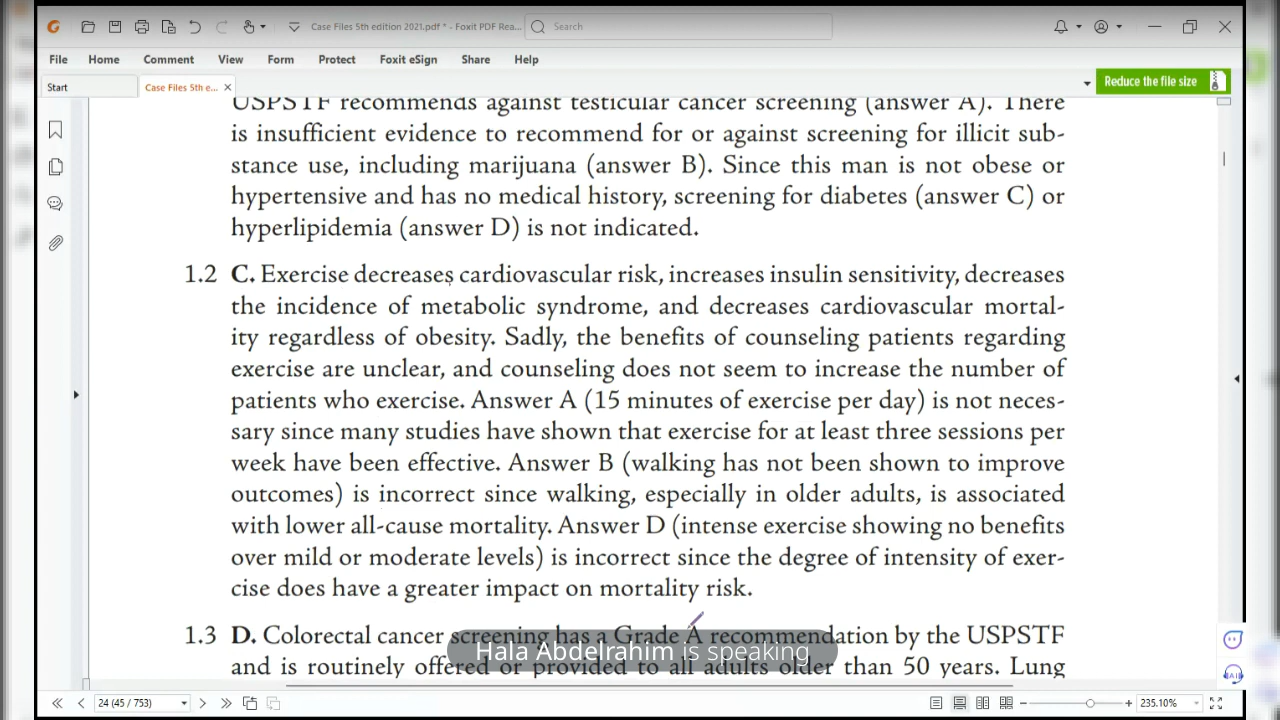 Case Files 5th edition 2021.pdf * - Foxit PDF Rea...
Search
File Home Comment View Form Protect Foxit eSign Share Help
Start
Case Files 5th e...
Reduce the file size
USPSTF recommends against testicular cancer screening (answer A). There
is insufficient evidence to recommend for or against screening for illicit sub-
stance use, including marijuana (answer B). Since this man is not obese or
hypertensive and has no medical history, screening for diabetes (answer C) or
hyperlipidemia (answer D) is not indicated.
1.2 C. Exercise decreases cardiovascular risk, increases insulin sensitivity, decreases
the incidence of metabolic syndrome, and decreases cardiovascular mortal-
ity regardless of obesity. Sadly, the benefits of counseling patients regarding
exercise are unclear, and counseling does not seem to increase the number of
patients who exercise. Answer A (15 minutes of exercise per day) is not neces-
sary since many studies have shown that exercise for at least three sessions per
week have been effective. Answer B (walking has not been shown to improve
outcomes) is incorrect since walking, especially in older adults, is associated
with lower all-cause mortality. Answer D (intense exercise showing no benefits
over mild or moderate levels) is incorrect since the degree of intensity of exer-
cise does have a greater impact on mortality risk.
1.3 D. Colorectal cancer screening has a Grade A recommendation by the USPSTF
Hala Abdelrahim is speaking
and is routinely offered or provided to all adults older than 50 years. Lung
24 (45 / 753)
235.10%